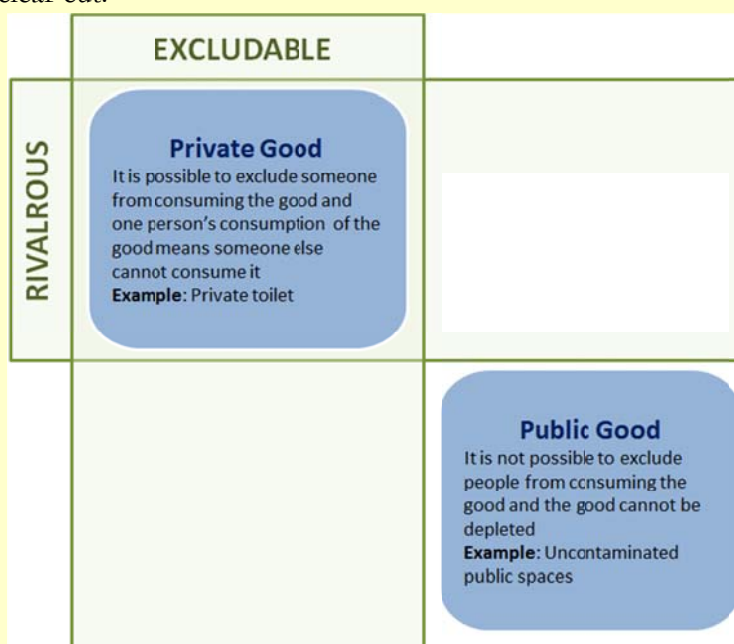 EXCLUDABLE
RIVALROUS
Private Good
It is possible to exclude someone
from consuming the good and
one person's consumption of the
good means someone else
cannot consume it
Example: Private toilet
Public Good
It is not possible to exclude
people from consuming the
good and the good cannot be
depleted
Example: Uncontaminated
public spaces